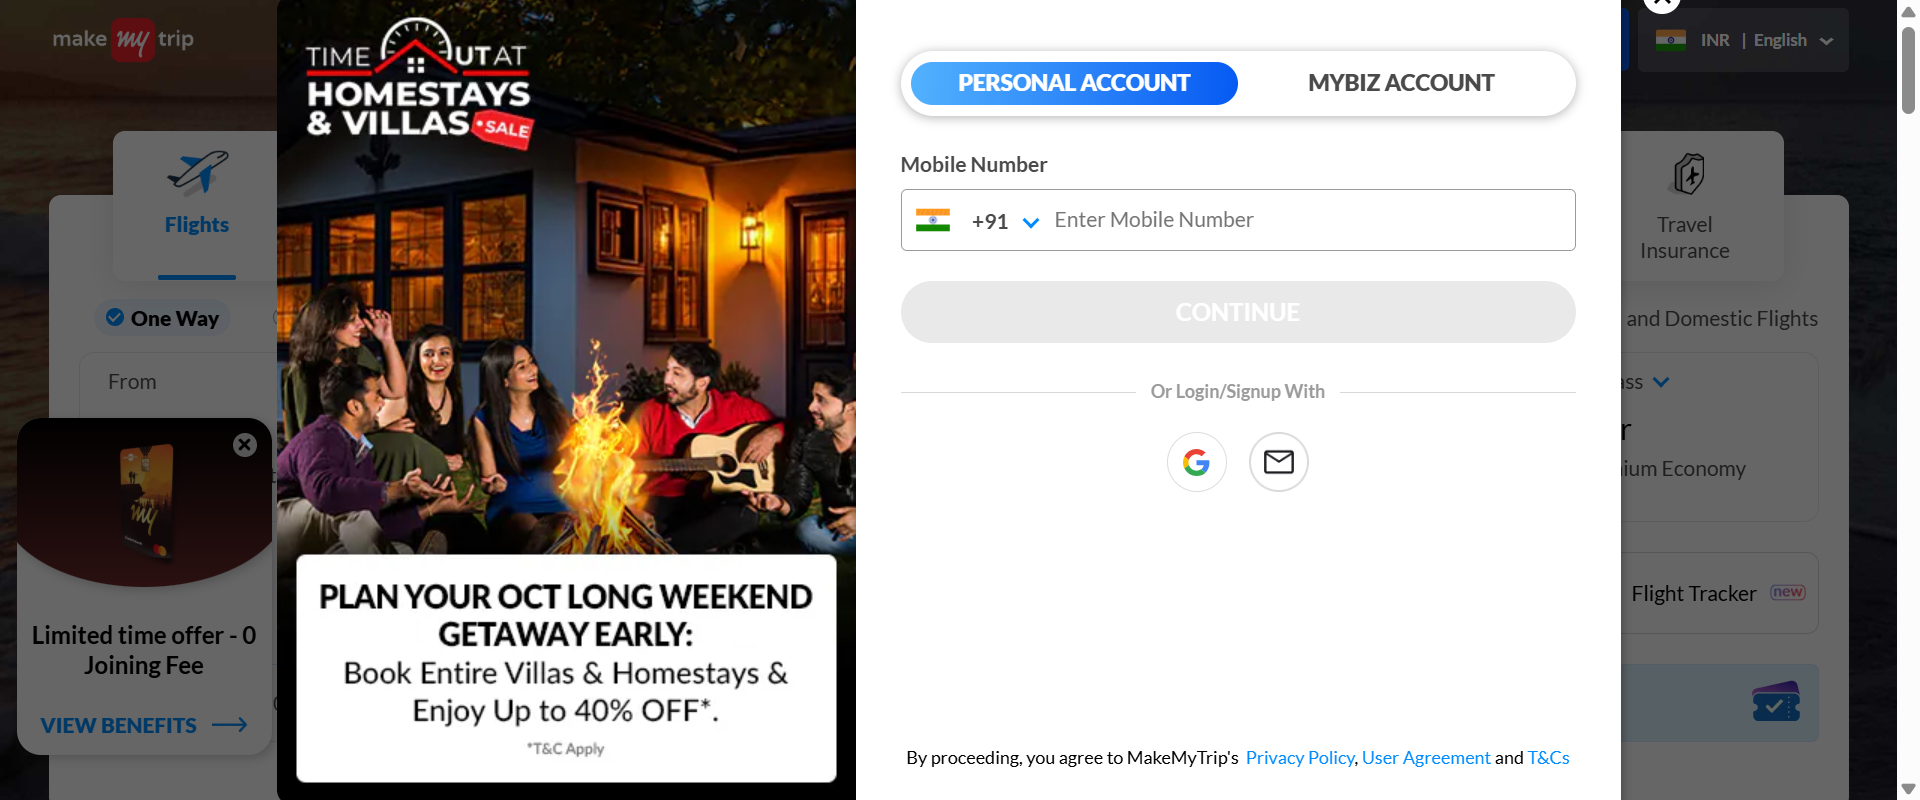 make my trip
INR | English
Flights
One Way
From
Limited time offer - 0
Joining Fee
VIEW BENEFITS
TIME OUT AT
HOMESTAYS
& VILLAS
SALE
PLAN YOUR OCT LONG WEEKEND
GETAWAY EARLY:
Book Entire Villas & Homestays &
Enjoy Up to 40% OFF*.
*T&C Apply
PERSONAL ACCOUNT
MYBIZ ACCOUNT
Mobile Number
+91 Enter Mobile Number
CONTINUE
Or Login/Signup With
By proceeding, you agree to MakeMyTrip's Privacy Policy, User Agreement and T&Cs
Travel
Insurance
and Domestic Flights
Economy
Flight Tracker new